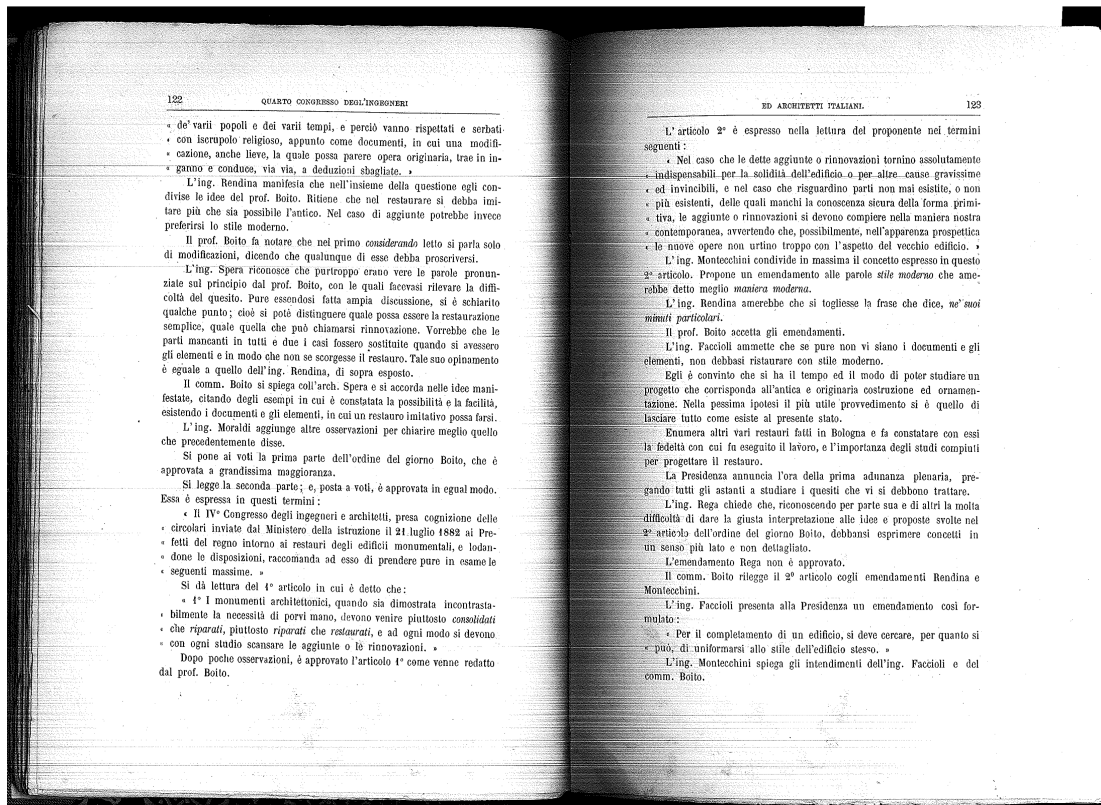 122
QUARTO CONGRESSO DEGL'INGEGNERI
« de' varii popoli e dei varii tempi, e perciò vanno rispettati e serbati
« con iscrupolo religioso, appunto come documenti, in cui una modifi-
« cazione, anche lieve, la quale possa parere opera originaria, trae in in-
« ganno e conduce, via via, a deduzioni sbagliate. »
L'ing. Rendina manifesta che nell'insieme della questione egli con-
divise le idee del prof. Boito. Ritiene che nel restaurare si debba imi-
tare più che sia possibile l'antico. Nel caso di aggiunte potrebbe invece
preferirsi lo stile moderno.
Il prof. Boito fa notare che nel primo considerando letto si parla solo
di modificazioni, dicendo che qualunque di esse debba proscriversi.
L'ing. Spera riconosce che purtroppo erano vere le parole pronun-
ziate sul principio dal prof. Boito, con le quali facevasi rilevare la diffi-
coltà del quesito. Pure essendosi fatta ampia discussione, si è schiarito
qualche punto; cioè si potè distinguere quale possa essere la restaurazione
semplice, quale quella che può chiamarsi rinnovazione. Vorrebbe che le
parti mancanti in tutti e due i casi fossero sostituite quando si avessero
gli elementi e in modo che non se scorgesse il restauro. Tale suo opinamento
è eguale a quello dell'ing. Rendina, di sopra esposto.
Il comm. Boito si spiega coll'arch. Spera e si accorda nelle idee mani-
festate, citando degli esempi in cui è constatata la possibilità e la facilità,
esistendo i documenti e gli elementi, in cui un restauro imitativo possa farsi.
L'ing. Moraldi aggiunge altre osservazioni per chiarire meglio quello
che precedentemente disse.
Si pone ai voti la prima parte dell'ordine del giorno Boito, che è
approvata a grandissima maggioranza.
Si legge la seconda parte; e, posta a voti, è approvata in egual modo.
Essa è espressa in questi termini:
« Il IV° Congresso degli ingegneri e architetti, presa cognizione delle
« circolari inviate dal Ministero della istruzione il 21 luglio 1882 ai Pre-
« fetti del regno intorno ai restauri degli edificii monumentali, e lodan-
« done le disposizioni, raccomanda ad esso di prendere pure in esame le
« seguenti massime. »
Si dà lettura del 1° articolo in cui è detto che:
« 1° I monumenti architettonici, quando sia dimostrata incontrasta-
« bilmente la necessità di porvi mano, devono venire piuttosto consolidati
« che riparati, piuttosto riparati che restaurati, e ad ogni modo si devono
« con ogni studio scansare le aggiunte o le rinnovazioni. »
Dopo poche osservazioni, è approvato l'articolo 1° come venne redatto
dal prof. Boito.
ED ARCHITETTI ITALIANI.
123
L'articolo 2° è espresso nella lettura del proponente nei termini
seguenti:
« Nel caso che le dette aggiunte o rinnovazioni tornino assolutamente
« indispensabili per la solidità dell'edificio o per altre cause gravissime
« ed invincibili, e nel caso che risguardino parti non mai esistite, o non
« più esistenti, delle quali manchi la conoscenza sicura della forma primi-
« tiva, le aggiunte o rinnovazioni si devono compiere nella maniera nostra
« contemporanea, avvertendo che, possibilmente, nell'apparenza prospettica
« le nuove opere non urtino troppo con l'aspetto del vecchio edificio. »
L'ing. Montecchini condivide in massima il concetto espresso in questo
2° articolo. Propone un emendamento alle parole stile moderno che ame-
rebbe detto meglio maniera moderna.
L'ing. Rendina amerebbe che si togliesse la frase che dice, ne' suoi
minuti particolari.
Il prof. Boito accetta gli emendamenti.
L'ing. Faccioli ammette che se pure non vi siano i documenti e gli
elementi, non debbasi ristaurare con stile moderno.
Egli è convinto che si ha il tempo ed il modo di poter studiare un
progetto che corrisponda all'antica e originaria costruzione ed ornamen-
tazione. Nella pessima ipotesi il più utile provvedimento si è quello di
lasciare tutto come esiste al presente stato.
Enumera altri vari restauri fatti in Bologna e fa constatare con essi
la fedeltà con cui fu eseguito il lavoro, e l'importanza degli studi compiuti
per progettare il restauro.
La Presidenza annuncia l'ora della prima adunanza plenaria, pre-
gando tutti gli astanti a studiare i quesiti che vi si debbono trattare.
L'ing. Rega chiede che, riconoscendo per parte sua e di altri la molta
difficoltà di dare la giusta interpretazione alle idee e proposte svolte nel
2° articolo dell'ordine del giorno Boito, debbansi esprimere concetti in
un senso più lato e non dettagliato.
L'emendamento Rega non è approvato.
Il comm. Boito rilegge il 2° articolo cogli emendamenti Rendina e
Montecchini.
L'ing. Faccioli presenta alla Presidenza un emendamento così for-
mulato:
« Per il completamento di un edificio, si deve cercare, per quanto si
« può, di uniformarsi allo stile dell'edificio stesso. »
L'ing. Montecchini spiega gli intendimenti dell'ing. Faccioli e del
comm. Boito.